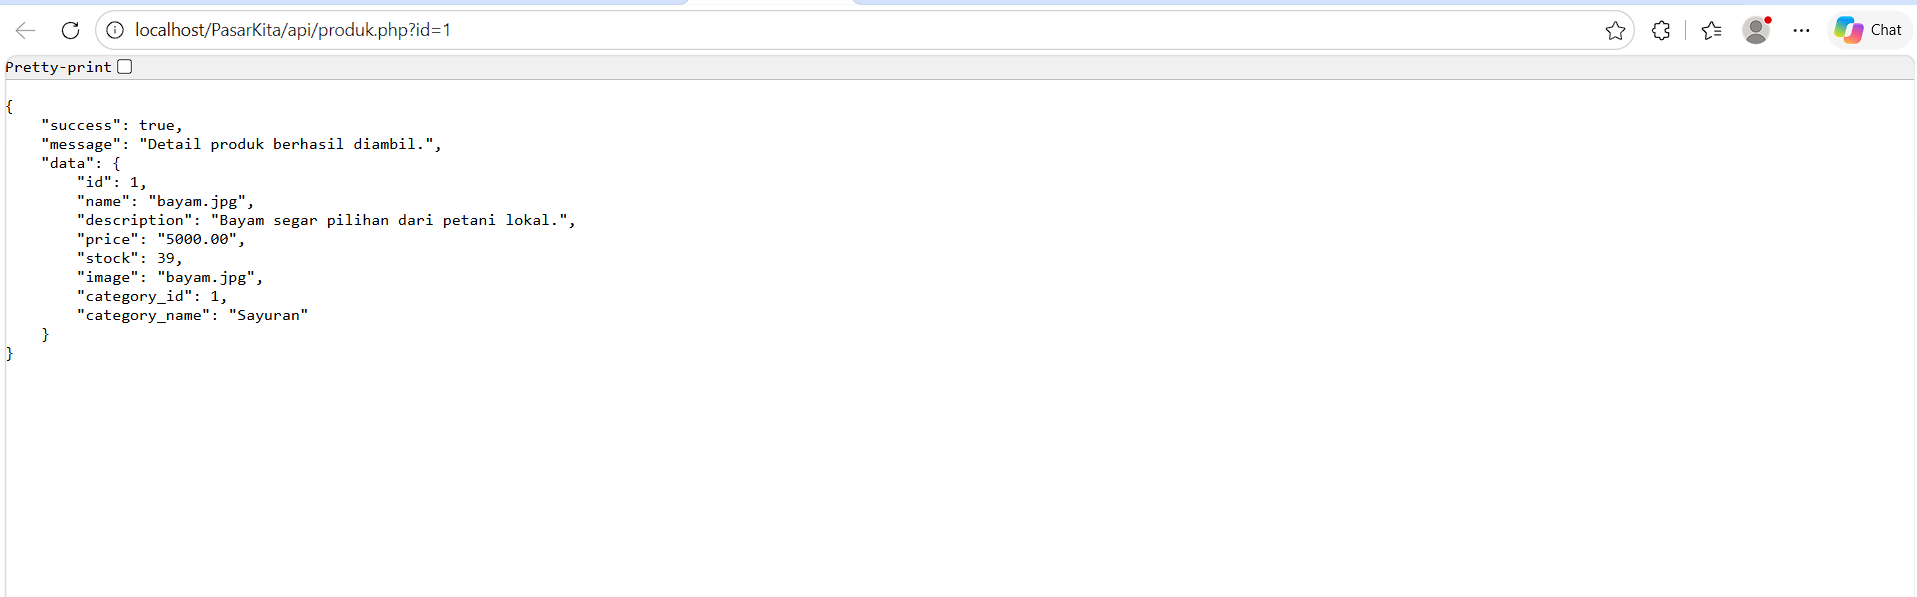 localhost/PasarKita/api/produk.php?id=1
Chat
Pretty-print
{
    "success": true,
    "message": "Detail produk berhasil diambil.",
    "data": {
        "id": 1,
        "name": "bayam.jpg",
        "description": "Bayam segar pilihan dari petani lokal.",
        "price": "5000.00",
        "stock": 39,
        "image": "bayam.jpg",
        "category_id": 1,
        "category_name": "Sayuran"
    }
}